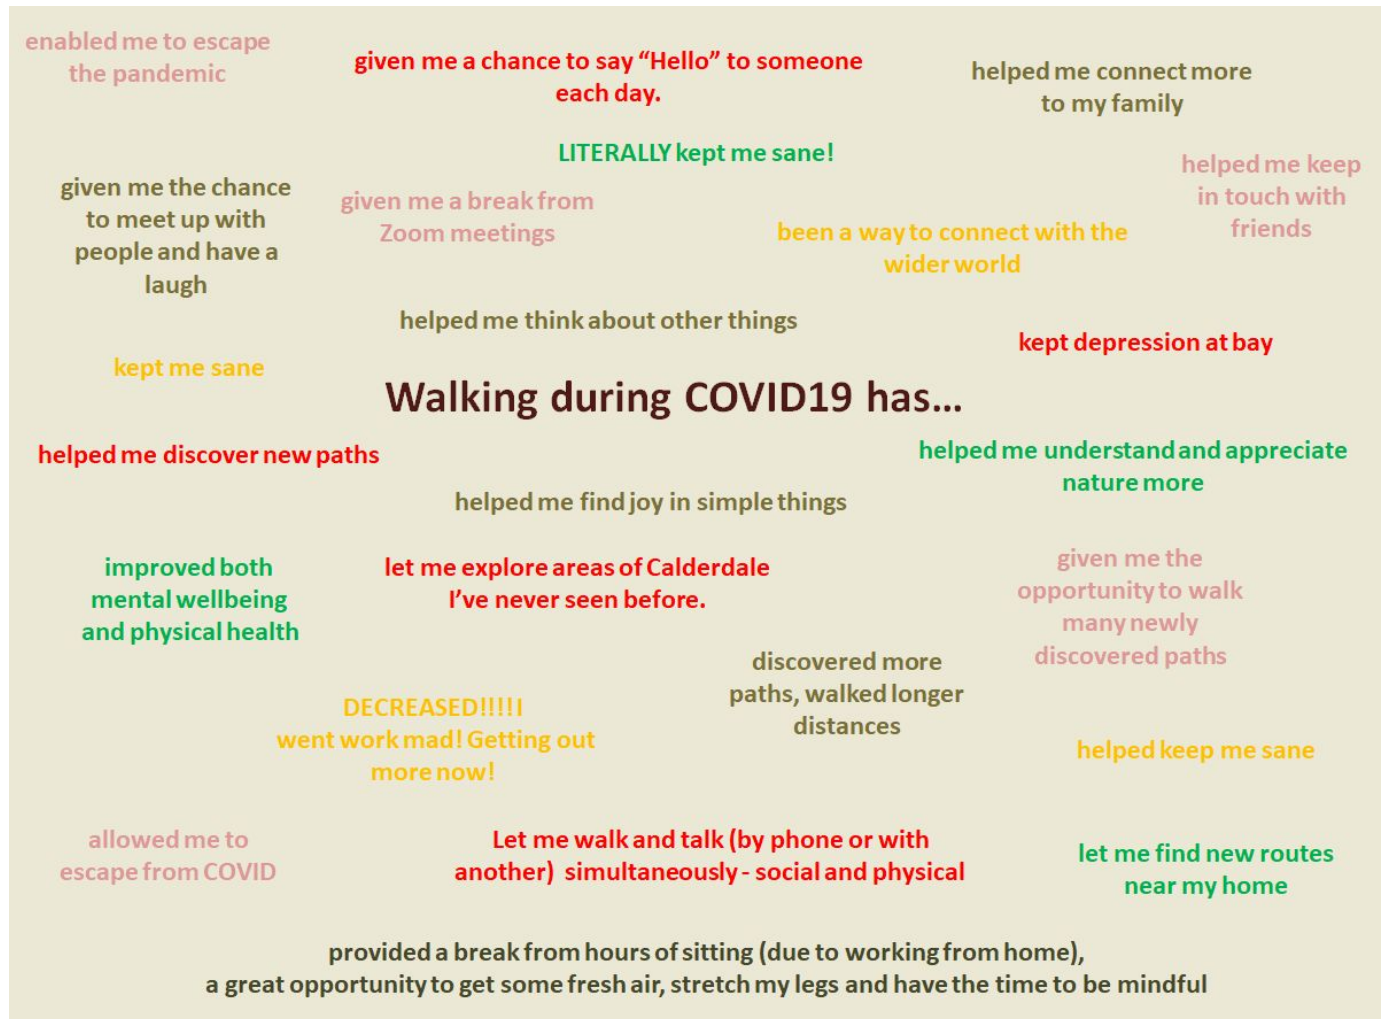 enabled me to escape
the pandemic
given me a chance to say “Hello” to someone
each day.
helped me connect more
to my family
LITERALLY kept me sane!
helped me keep
in touch with
friends
given me the chance
to meet up with
people and have a
laugh
given me a break from
Zoom meetings
been a way to connect with the
wider world
helped me think about other things
kept depression at bay
kept me sane
Walking during COVID19 has...
helped me discover new paths
helped me understand and appreciate
nature more
helped me find joy in simple things
improved both
mental wellbeing
and physical health
let me explore areas of Calderdale
I’ve never seen before.
given me the
opportunity to walk
many newly
discovered paths
discovered more
paths, walked longer
distances
DECREASED!!!! I
went work mad! Getting out
more now!
helped keep me sane
allowed me to
escape from COVID
Let me walk and talk (by phone or with
another)  simultaneously - social and physical
let me find new routes
near my home
provided a break from hours of sitting (due to working from home),
a great opportunity to get some fresh air, stretch my legs and have the time to be mindful